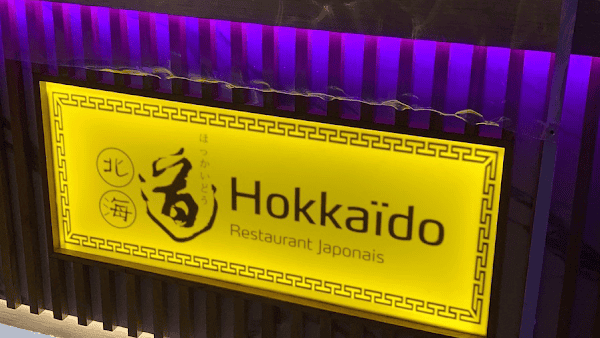 北海道
ほっかいどう
Hokkaïdo
Restaurant Japonais